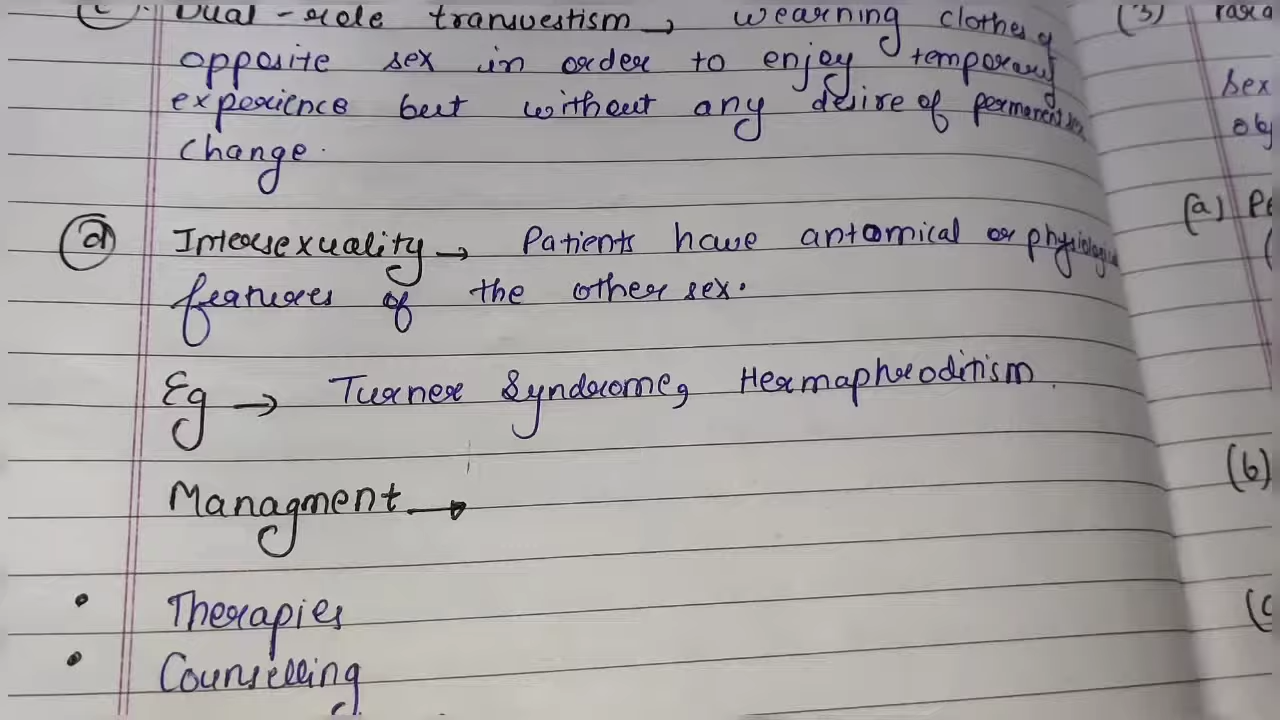 (c). Dual-role transvestism → wearning clothes of
opposite sex in order to enjoy temporary
experience but without any desire of permanent sex
change.
(d) Intersexuality → Patients have antomical or physiological
features of the other sex.
Eg → Turner Syndrome, Hermaphroditism.
Managment →
• Therapies
• Counselling
(3)
sex
(a)
(b)